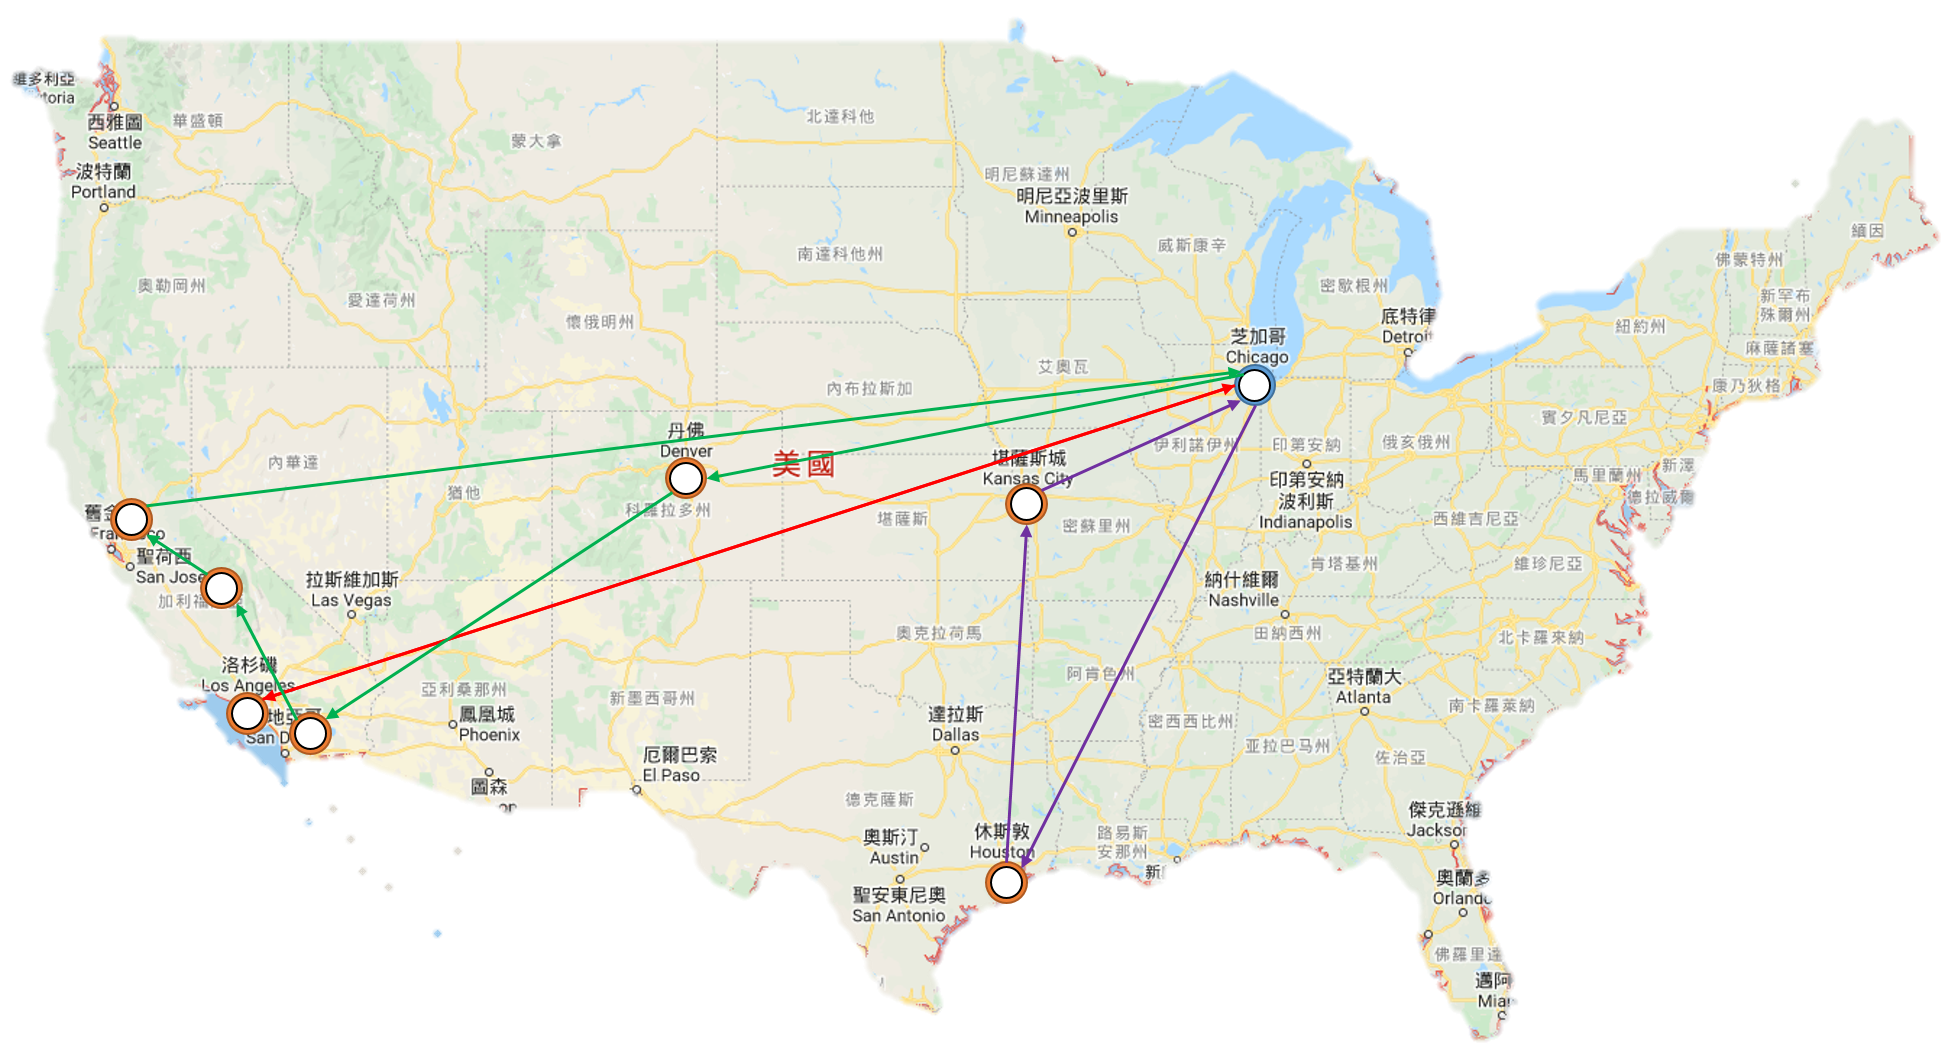 維多利亞
toria
西雅圖
Seattle
華盛頓
波特蘭
Portland
蒙大拿
北達科他
明尼蘇達州
明尼亞波里斯
Minneapolis
威斯康辛
南達科他州
奧勒岡州
愛達荷州
懷俄明州
密歇根州
底特律
Detroit
芝加哥
Chicago
緬因
佛蒙特州
新罕布
殊爾州
紐約州
麻薩諸塞
康乃狄格
艾奧瓦
內布拉斯加
賓夕凡尼亞
丹佛
Denver
美國
內華達
猶他
科羅拉多州
堪薩斯城
Kansas City
堪薩斯
密蘇里州
伊利諾伊州
印第安納
俄亥俄州
印第安納
波利斯
Indianapolis
馬里蘭州
新澤
德拉威爾
西維吉尼亞
維珍尼亞
肯塔基州
舊金
Fran
co
聖荷西
San Jose
加利福
拉斯維加斯
Las Vegas
納什維爾
Nashville
田納西州
北卡羅來納
奧克拉荷馬
洛杉磯
Los Angeles
地亞哥
San D
亞利桑那州
鳳凰城
Phoenix
新墨西哥州
阿肯色州
亞特蘭大
Atlanta
南卡羅萊納
達拉斯
Dallas
密西西比州
亚拉巴马州
佐治亞
厄爾巴索
El Paso
圖森
德克薩斯
奧斯汀
Austin
休斯敦
Houston
路易斯
安那州
新
傑克遜維
Jackson
聖安東尼奧
San Antonio
奧蘭多
Orlando
佛羅里達
邁阿
Mia